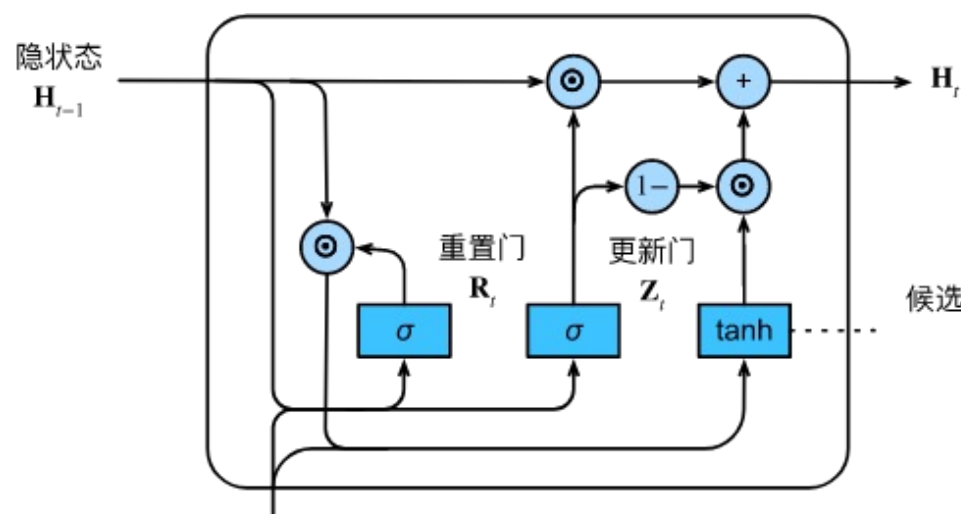 隐状态
H_{t-1}
⊙
+
H_t
1−
⊙
⊙
重置门
R_t
更新门
Z_t
候选
σ
σ
tanh